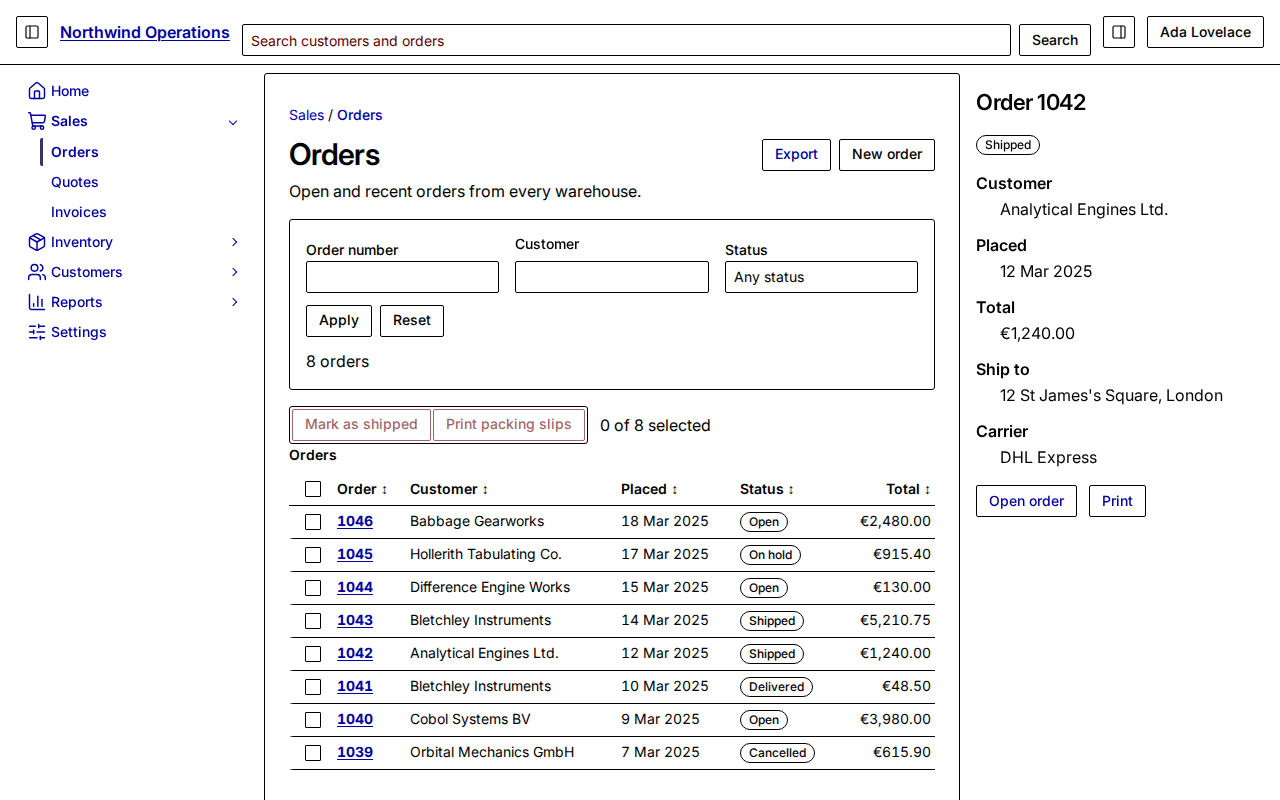 Northwind Operations
Search customers and orders
Search
Ada Lovelace
Home
Sales
Orders
Quotes
Invoices
Inventory
Customers
Reports
Settings
Sales / Orders
Orders
Export
New order
Open and recent orders from every warehouse.
Order number
Customer
Status
Any status
Apply
Reset
8 orders
Mark as shipped
Print packing slips
0 of 8 selected
Orders
Order ↕ Customer ↕ Placed ↕ Status ↕ Total ↕
1046 Babbage Gearworks 18 Mar 2025 Open €2,480.00
1045 Hollerith Tabulating Co. 17 Mar 2025 On hold €915.40
1044 Difference Engine Works 15 Mar 2025 Open €130.00
1043 Bletchley Instruments 14 Mar 2025 Shipped €5,210.75
1042 Analytical Engines Ltd. 12 Mar 2025 Shipped €1,240.00
1041 Bletchley Instruments 10 Mar 2025 Delivered €48.50
1040 Cobol Systems BV 9 Mar 2025 Open €3,980.00
1039 Orbital Mechanics GmbH 7 Mar 2025 Cancelled €615.90
Order 1042
Shipped
Customer
Analytical Engines Ltd.
Placed
12 Mar 2025
Total
€1,240.00
Ship to
12 St James's Square, London
Carrier
DHL Express
Open order
Print